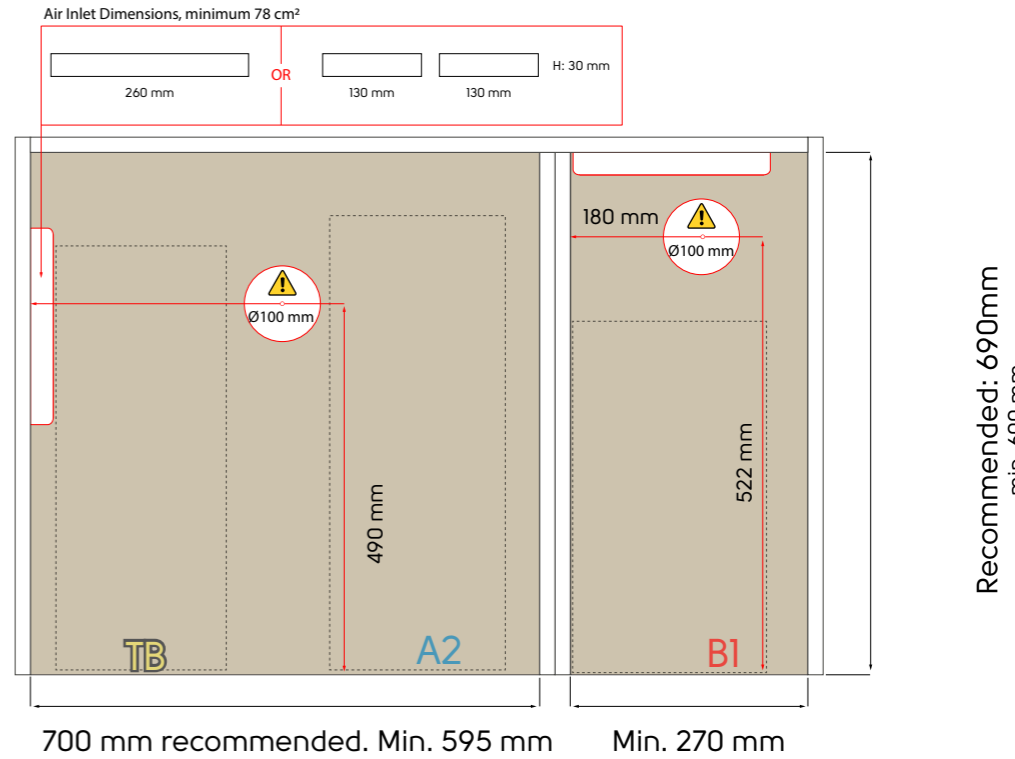 Air Inlet Dimensions, minimum 78 cm²
OR
H: 30 mm
260 mm
130 mm
130 mm
180 mm
Ø100 mm
Ø100 mm
522 mm
490 mm
TB
A2
B1
Recommended: 690mm
min.
mm
700 mm recommended. Min. 595 mm
Min. 270 mm